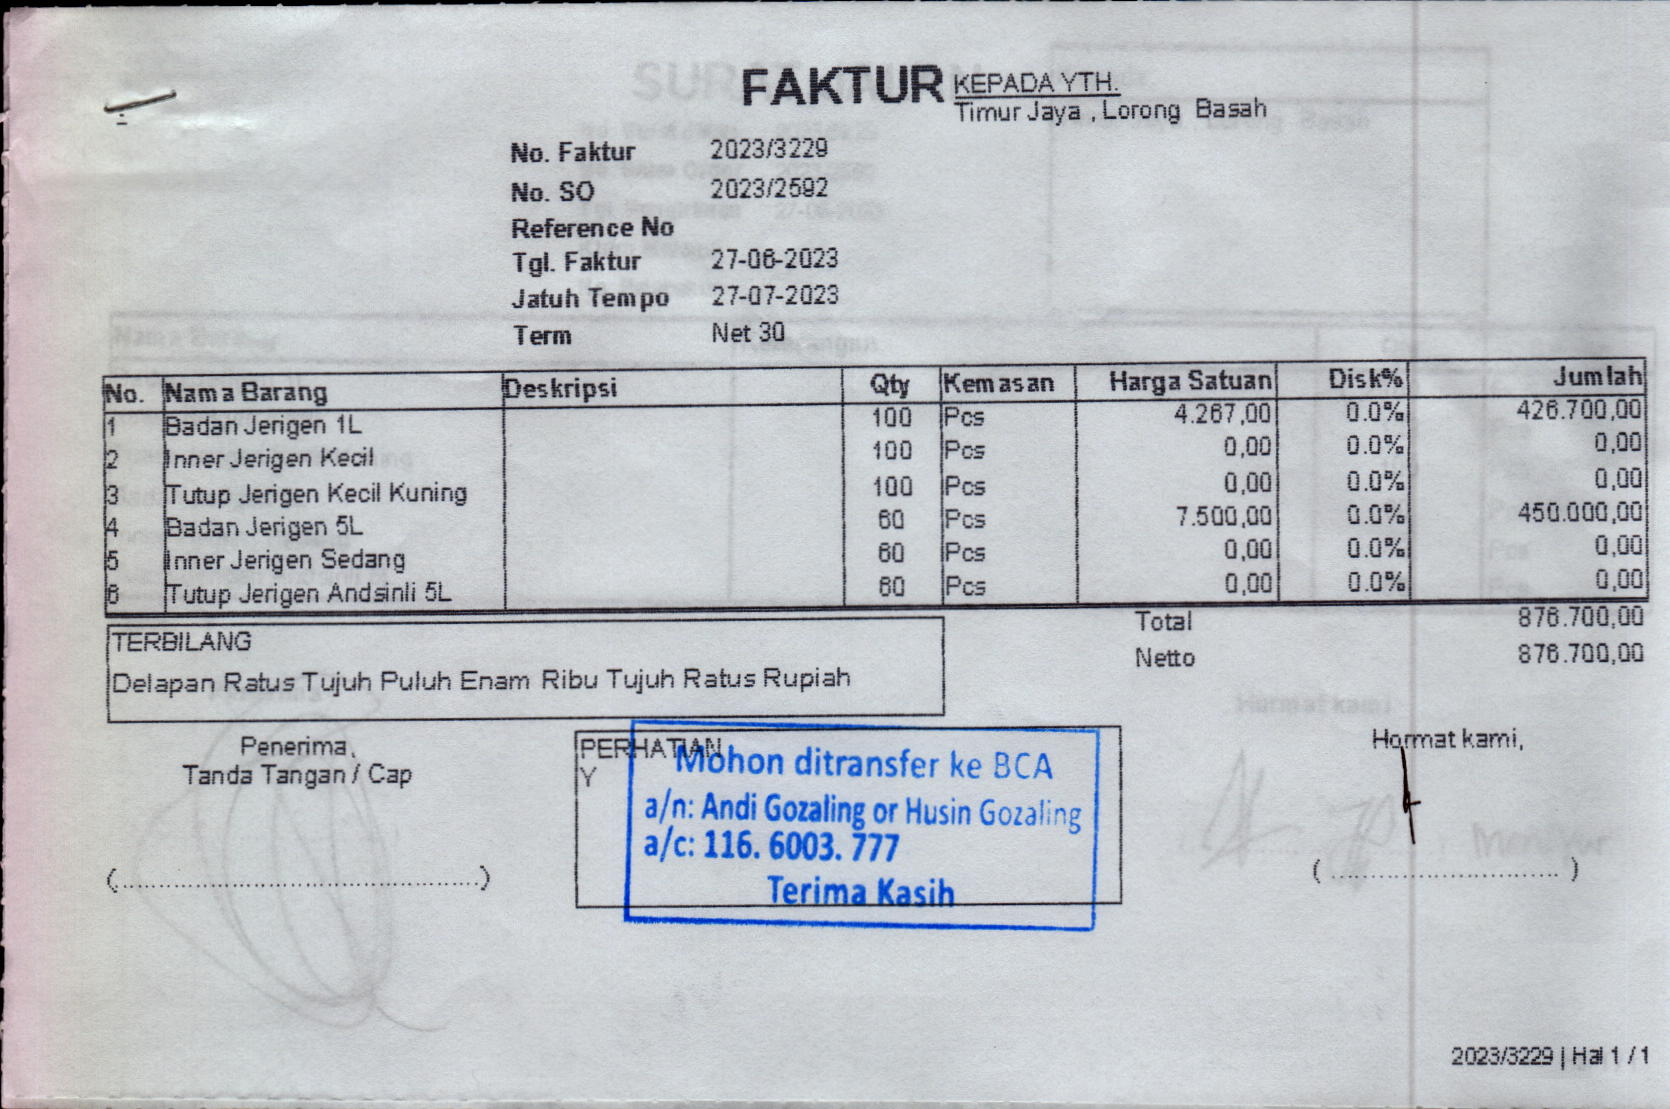 FAKTUR
KEPADA YTH.
Timur Jaya , Lorong Basah
No. Faktur 2023/3229
No. SO 2023/2592
Reference No
Tgl. Faktur 27-06-2023
Jatuh Tempo 27-07-2023
Term Net 30
No. Nama Barang Deskripsi Qty Kemasan Harga Satuan Disk% Jumlah
1 Badan Jerigen 1L 100 Pcs 4.267,00 0.0% 426.700,00
2 Inner Jerigen Kecil 100 Pcs 0,00 0.0% 0,00
3 Tutup Jerigen Kecil Kuning 100 Pcs 0,00 0.0% 0,00
4 Badan Jerigen 5L 60 Pcs 7.500,00 0.0% 450.000,00
5 Inner Jerigen Sedang 60 Pcs 0,00 0.0% 0,00
6 Tutup Jerigen Andsinli 5L 60 Pcs 0,00 0.0% 0,00
Total 876.700,00
Netto 876.700,00
TERBILANG
Delapan Ratus Tujuh Puluh Enam Ribu Tujuh Ratus Rupiah
Penerima,
Tanda Tangan / Cap
(................................................)
PERHATIAN
Y
Mohon ditransfer ke BCA
a/n: Andi Gozaling or Husin Gozaling
a/c: 116. 6003. 777
Terima Kasih
Hormat kami,
(..............................)
2023/3229 | Hal 1 / 1